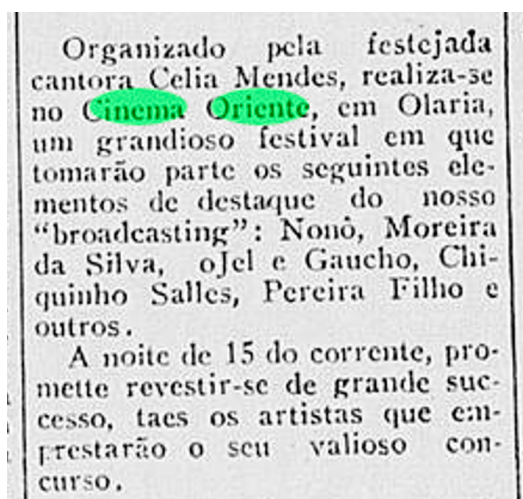 Organizado pela festejada
cantora Celia Mendes, realiza-se
no Cinema Oriente, em Olaria,
um grandioso festival em que
tomarão parte os seguintes ele-
mentos de destaque do nosso
"broadcasting": Nonô, Moreira
da Silva, oJel e Gaucho, Chi-
quinho Salles, Pereira Filho e
outros.
A noite de 15 do corrente, pro-
mette revestir-se de grande suc-
cesso, taes os artistas que em-
prestarão o seu valioso con-
curso.